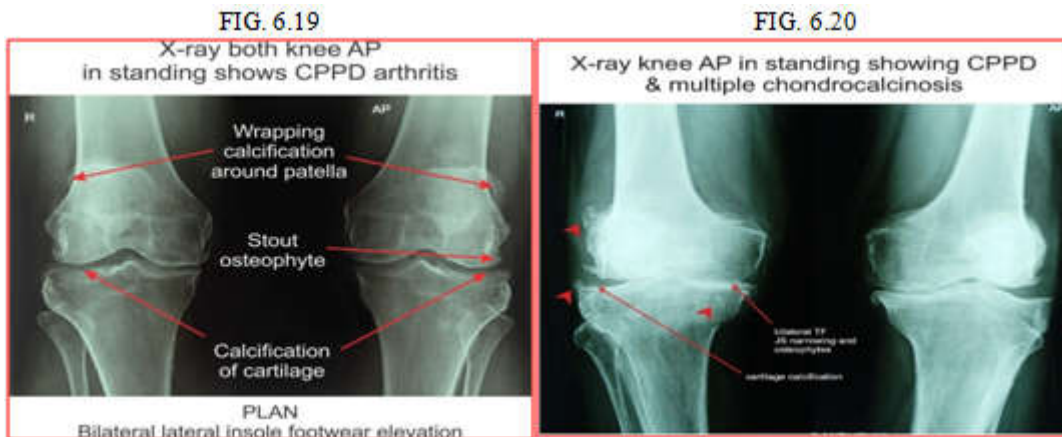 FIG. 6.19
X-ray both knee AP
in standing shows CPPD arthritis
R
AP
Wrapping
calcification
around patella
Stout
osteophyte
Calcification
of cartilage
PLAN
Bilateral lateral insole footwear elevation
FIG. 6.20
X-ray knee AP in standing showing CPPD
& multiple chondrocalcinosis
R
bilateral TF
JS narrowing and
osteophytes
cartilage calcification